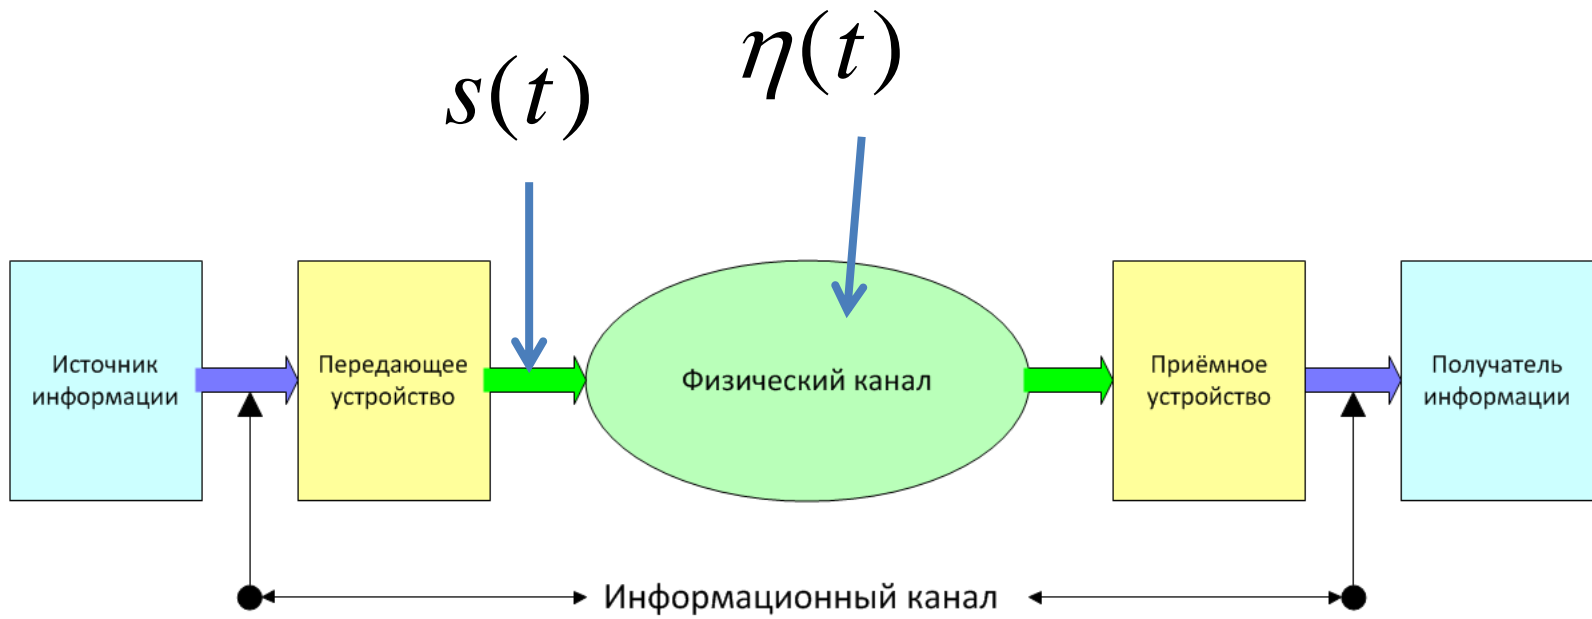 η(t)
s(t)
Источник
информации
Передающее
устройство
Физический канал
Приёмное
устройство
Получатель
информации
Информационный канал